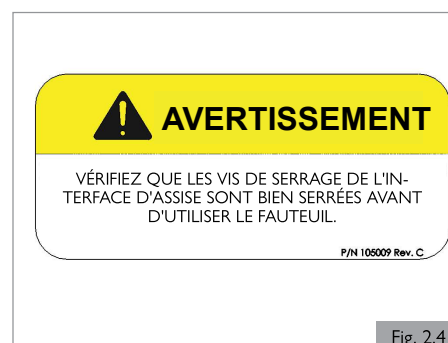 AVERTISSEMENT
VÉRIFIEZ QUE LES VIS DE SERRAGE DE L'IN-
TERFACE D'ASSISE SONT BIEN SERRÉES AVANT
D'UTILISER LE FAUTEUIL.
P/N 105009 Rev. C
Fig. 2.4